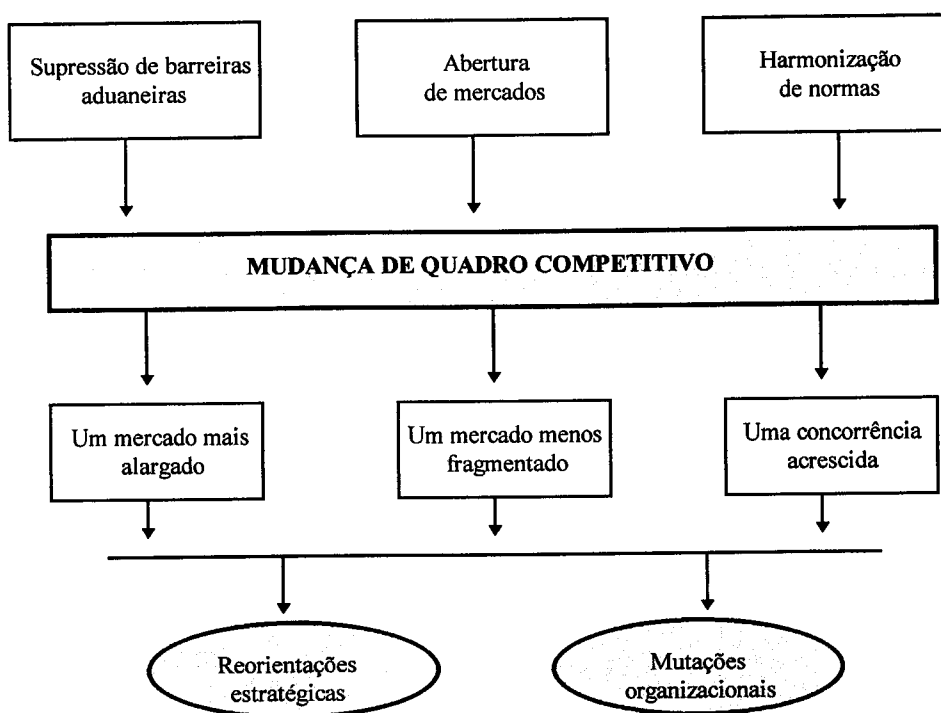 Supressão de barreiras
aduaneiras
Abertura
de mercados
Harmonização
de normas
MUDANÇA DE QUADRO COMPETITIVO
Um mercado mais
alargado
Um mercado menos
fragmentado
Uma concorrência
acrescida
Reorientações
estratégicas
Mutações
organizacionais